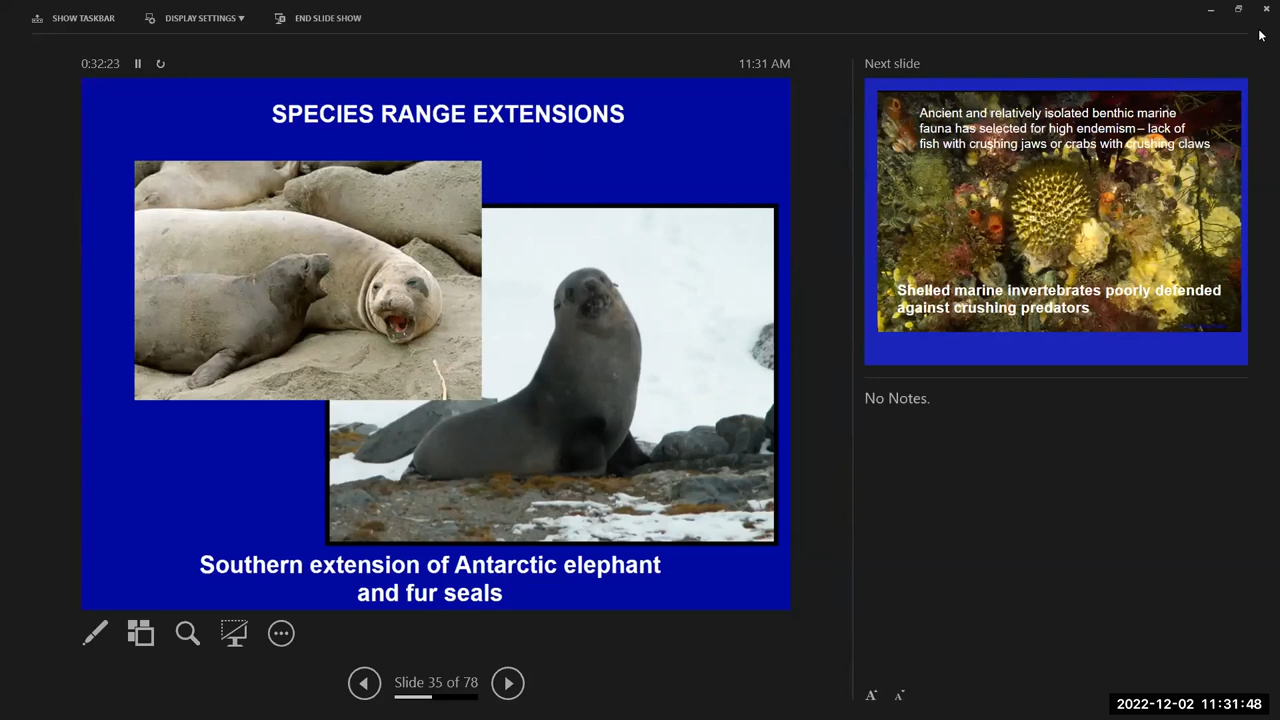 SHOW TASKBAR
DISPLAY SETTINGS ▼
END SLIDE SHOW
0:32:23
11:31 AM
SPECIES RANGE EXTENSIONS
Southern extension of Antarctic elephant
and fur seals
Slide 35 of 78
Next slide
Ancient and relatively isolated benthic marine
fauna has selected for high endemism – lack of
fish with crushing jaws or crabs with crushing claws
Shelled marine invertebrates poorly defended
against crushing predators
No Notes.
A A
2022-12-02 11:31:48